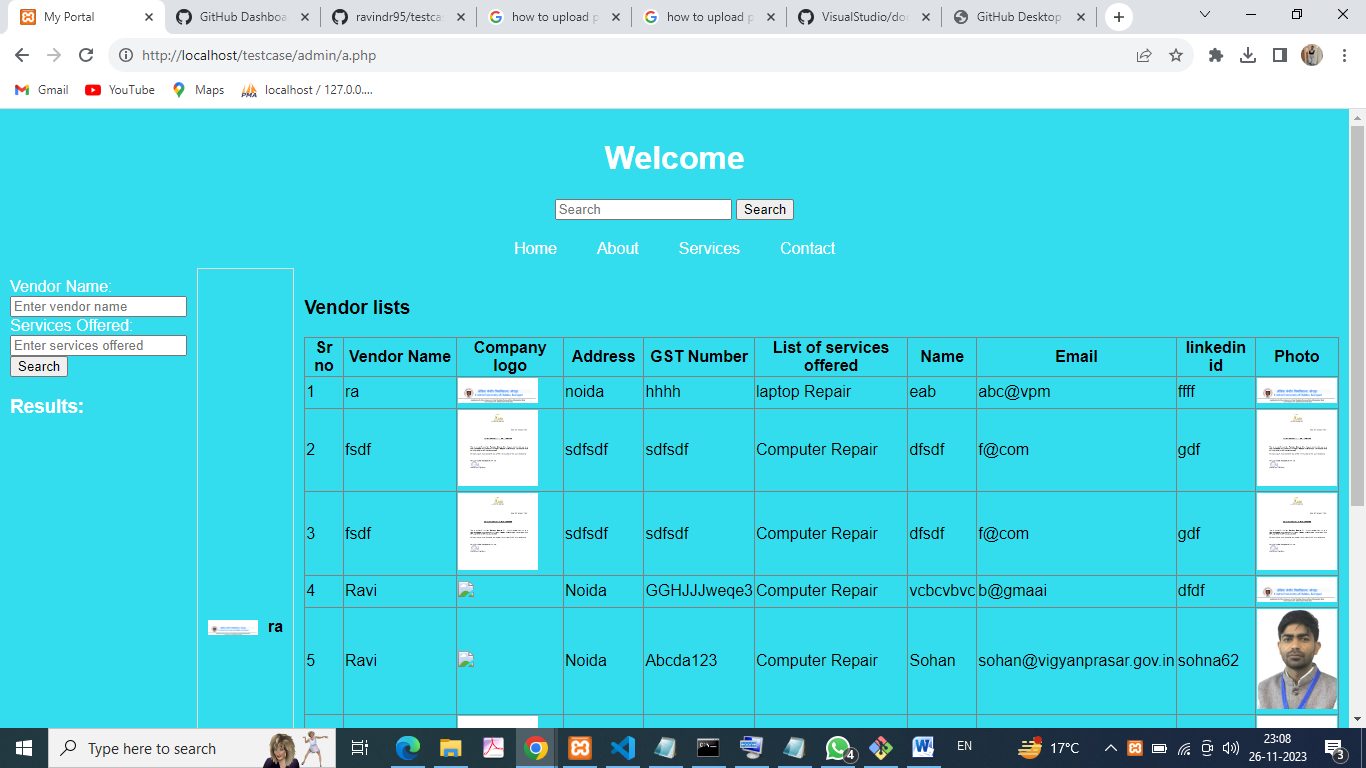 My Portal
GitHub Dashboa
ravindr95/testca
how to upload p
how to upload p
VisualStudio/dou
GitHub Desktop
http://localhost/testcase/admin/a.php
Gmail
YouTube
Maps
localhost / 127.0.0....
Welcome
Search
Search
Home About Services Contact
Vendor Name:
Enter vendor name
Services Offered:
Enter services offered
Search
Results:
ra
Vendor lists
Sr no Vendor Name Company logo Address GST Number List of services offered Name Email linkedin id Photo
1 ra noida hhhh laptop Repair eab abc@vpm ffff
2 fsdf sdfsdf sdfsdf Computer Repair dfsdf f@com gdf
3 fsdf sdfsdf sdfsdf Computer Repair dfsdf f@com gdf
4 Ravi Noida GGHJJJweqe3 Computer Repair vcbcvbvc b@gmaai dfdf
5 Ravi Noida Abcda123 Computer Repair Sohan sohan@vigyanprasar.gov.in sohna62
Type here to search
4
EN
17°C
23:08
26-11-2023
3